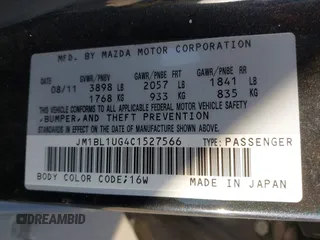 MFD. BY MAZDA MOTOR CORPORATION
GVWR/PNBV GAWR/PNBE FRT GAWR/PNBE RR
08/11 3898 LB 2057 LB 1841 LB
1768 KG 933 KG 835 KG
THIS VEHICLE CONFORMS TO ALL APPLICABLE FEDERAL MOTOR
VEHICLE SAFETY
,BUMPER,AND THEFT PREVENTION
STANDARDS IN EFFECT ON THE DATE OF MANUFACTURE SHOWN ABOVE.
JM1BL1UG4C1527566 TYPE:PASSENGER
BODY COLOR CODE;16W MADE IN JAPAN
DREAMBID